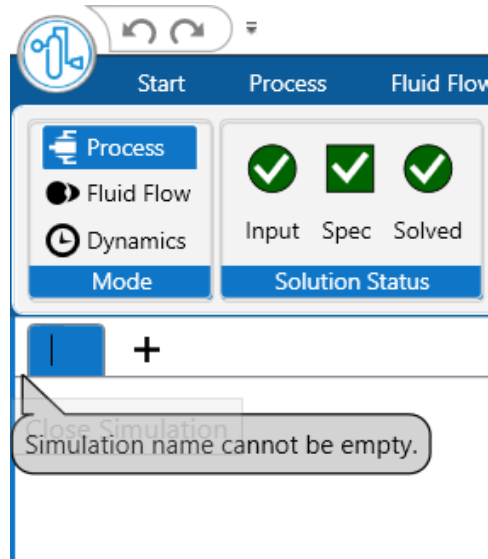 Start Process Fluid Flow
Process
Fluid Flow
Dynamics
Mode
Input Spec Solved
Solution Status
+
Close Simulation
Simulation name cannot be empty.